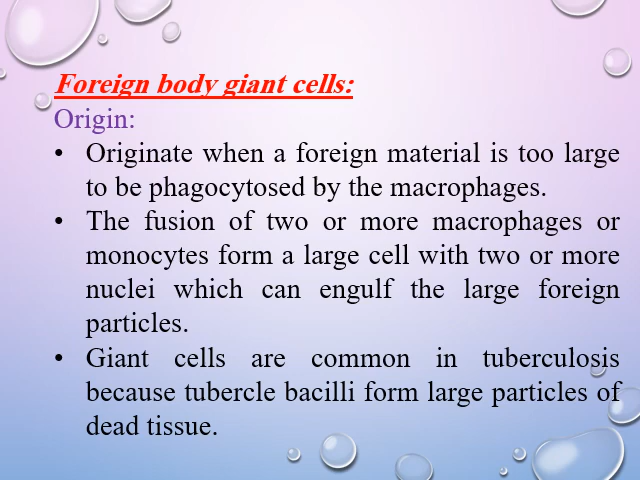 Foreign body giant cells:
Origin:
• Originate when a foreign material is too large
to be phagocytosed by the macrophages.
• The fusion of two or more macrophages or
monocytes form a large cell with two or more
nuclei which can engulf the large foreign
particles.
• Giant cells are common in tuberculosis
because tubercle bacilli form large particles of
dead tissue.